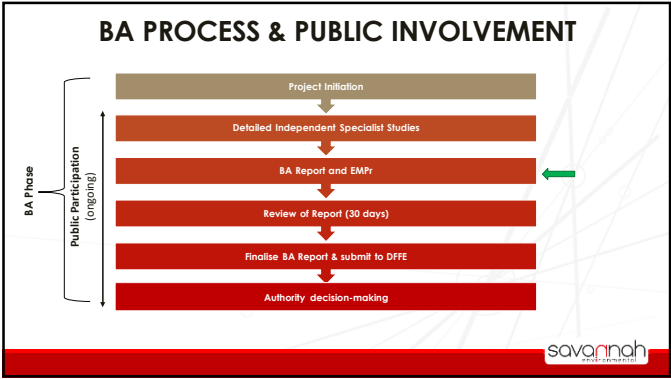 BA PROCESS & PUBLIC INVOLVEMENT
Project Initiation
Detailed Independent Specialist Studies
BA Report and EMPr
Review of Report (30 days)
Finalise BA Report & submit to DFFE
Authority decision-making
BA Phase
Public Participation
(ongoing)
savannah
environmental